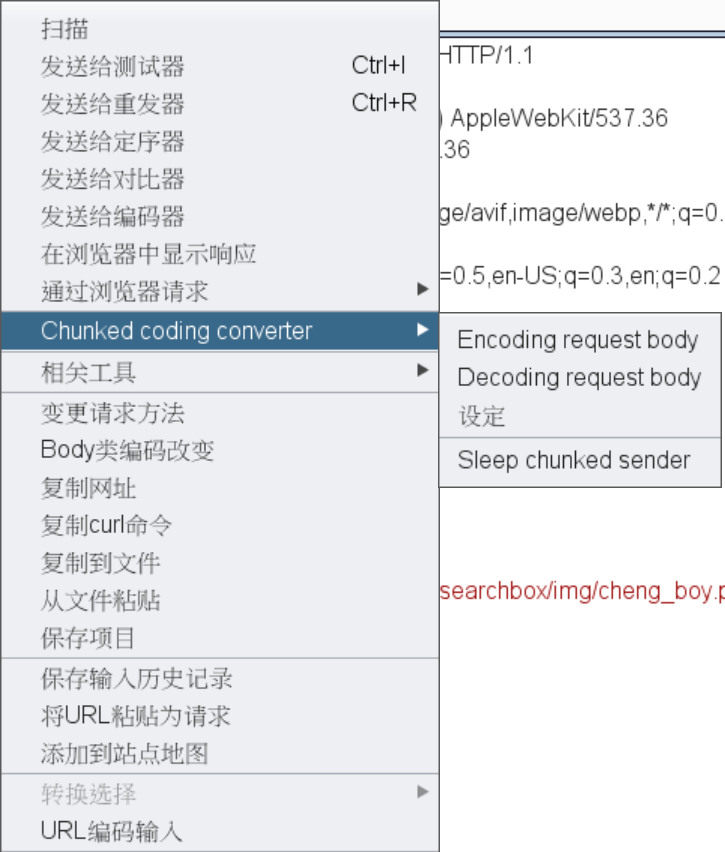 扫描
发送给测试器 Ctrl+I
发送给重发器 Ctrl+R
发送给定序器
发送给对比器
发送给编码器
在浏览器中显示响应
通过浏览器请求
Chunked coding converter
相关工具
变更请求方法
Body类编码改变
复制网址
复制curl命令
复制到文件
从文件粘贴
保存项目
保存输入历史记录
将URL粘贴为请求
添加到站点地图
转换选择
URL编码输入
Encoding request body
Decoding request body
设定
Sleep chunked sender
HTTP/1.1
) AppleWebKit/537.36
.36
ge/avif,image/webp,*/*;q=0.
=0.5,en-US;q=0.3,en;q=0.2
searchbox/img/cheng_boy.p